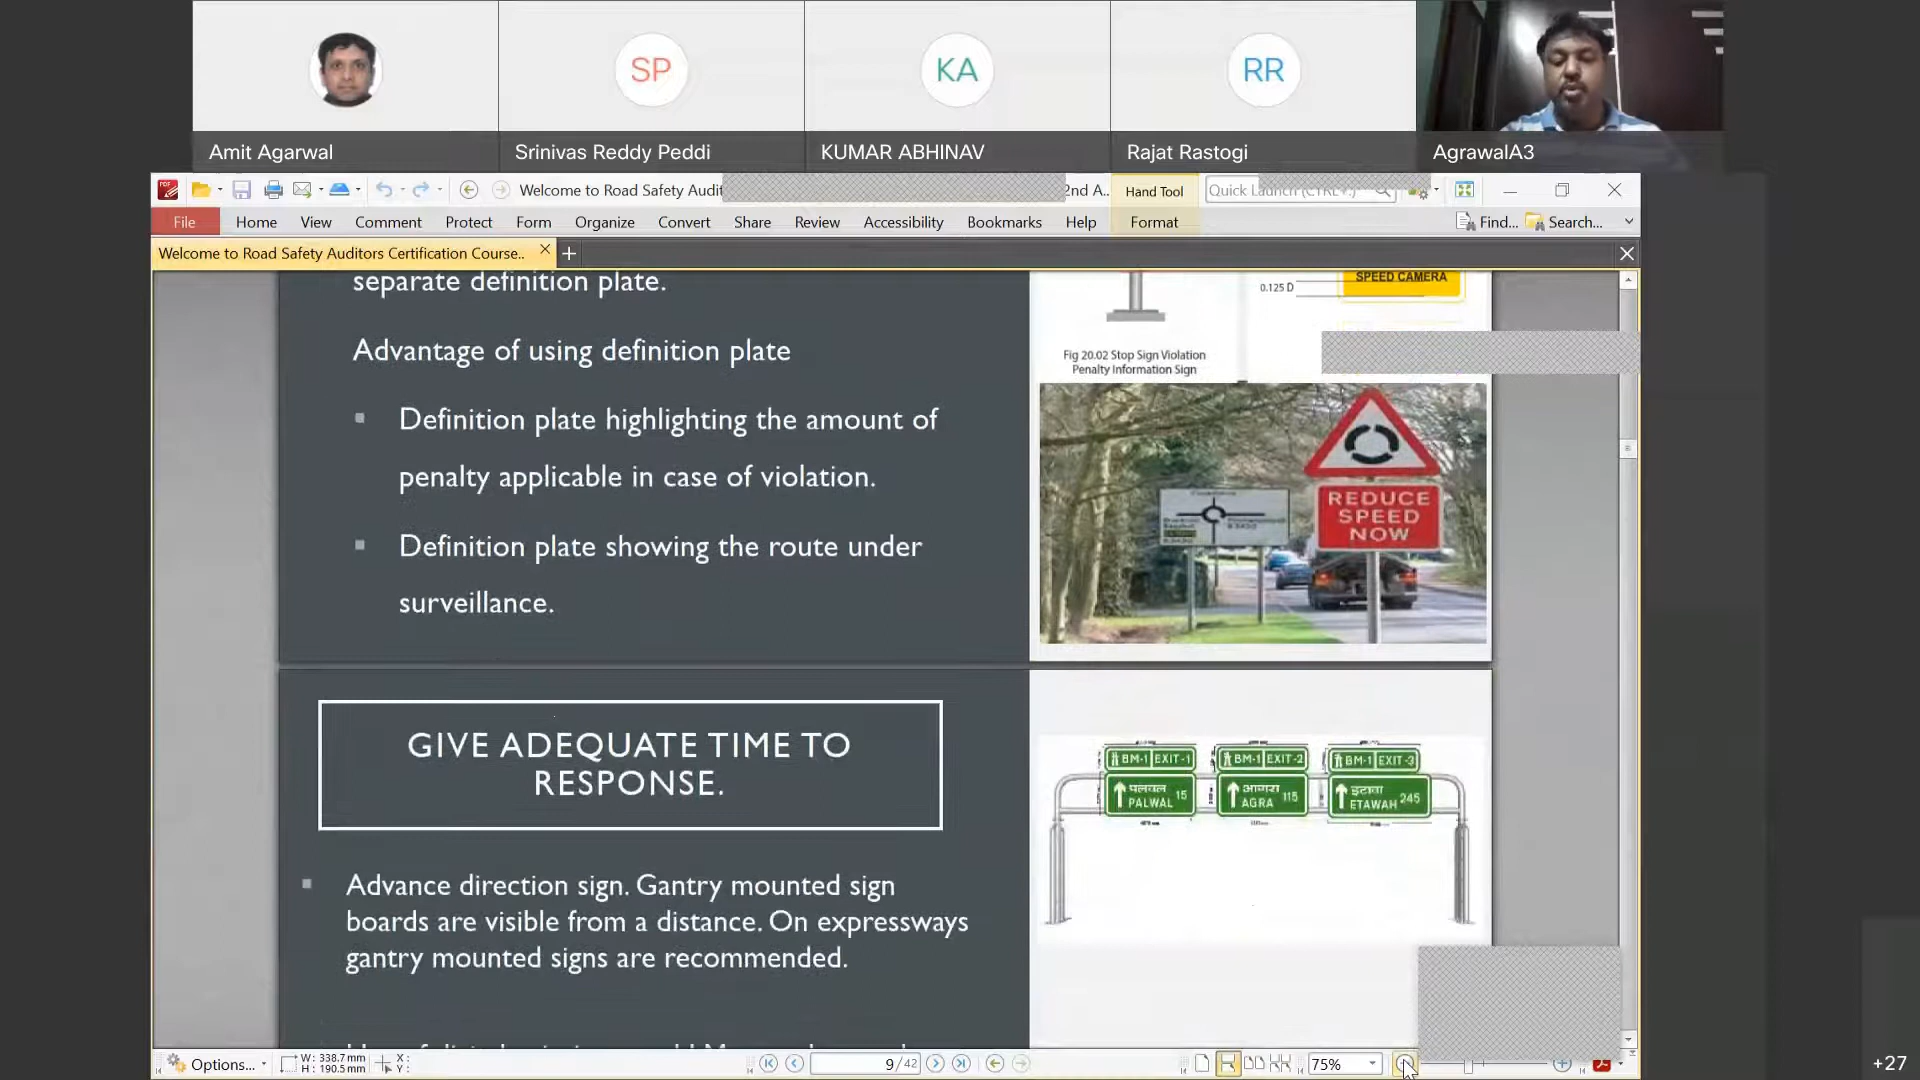 SP
KA
RR
Amit Agarwal
Srinivas Reddy Peddi
KUMAR ABHINAV
Rajat Rastogi
AgrawalA3
Welcome to Road Safety Audit
2nd A..
Hand Tool
File
Home
View
Comment
Protect
Form
Organize
Convert
Share
Review
Accessibility
Bookmarks
Help
Format
Find...
Search...
Welcome to Road Safety Auditors Certification Course..
separate definition plate.
Advantage of using definition plate
Definition plate highlighting the amount of
penalty applicable in case of violation.
Definition plate showing the route under
surveillance.
SPEED CAMERA
0.125 D
Fig 20.02 Stop Sign Violation
Penalty Information Sign
REDUCE
SPEED
NOW
GIVE ADEQUATE TIME TO
RESPONSE.
Advance direction sign. Gantry mounted sign
boards are visible from a distance. On expressways
gantry mounted signs are recommended.
BM-1 EXIT-1
पलवल
PALWAL 15
BM-1 EXIT-2
आगरा
AGRA 115
BM-1 EXIT-3
इटावा
ETAWAH 245
Options...
W: 338.7 mm
H: 190.5 mm
X:
Y:
9 / 42
75%
+27